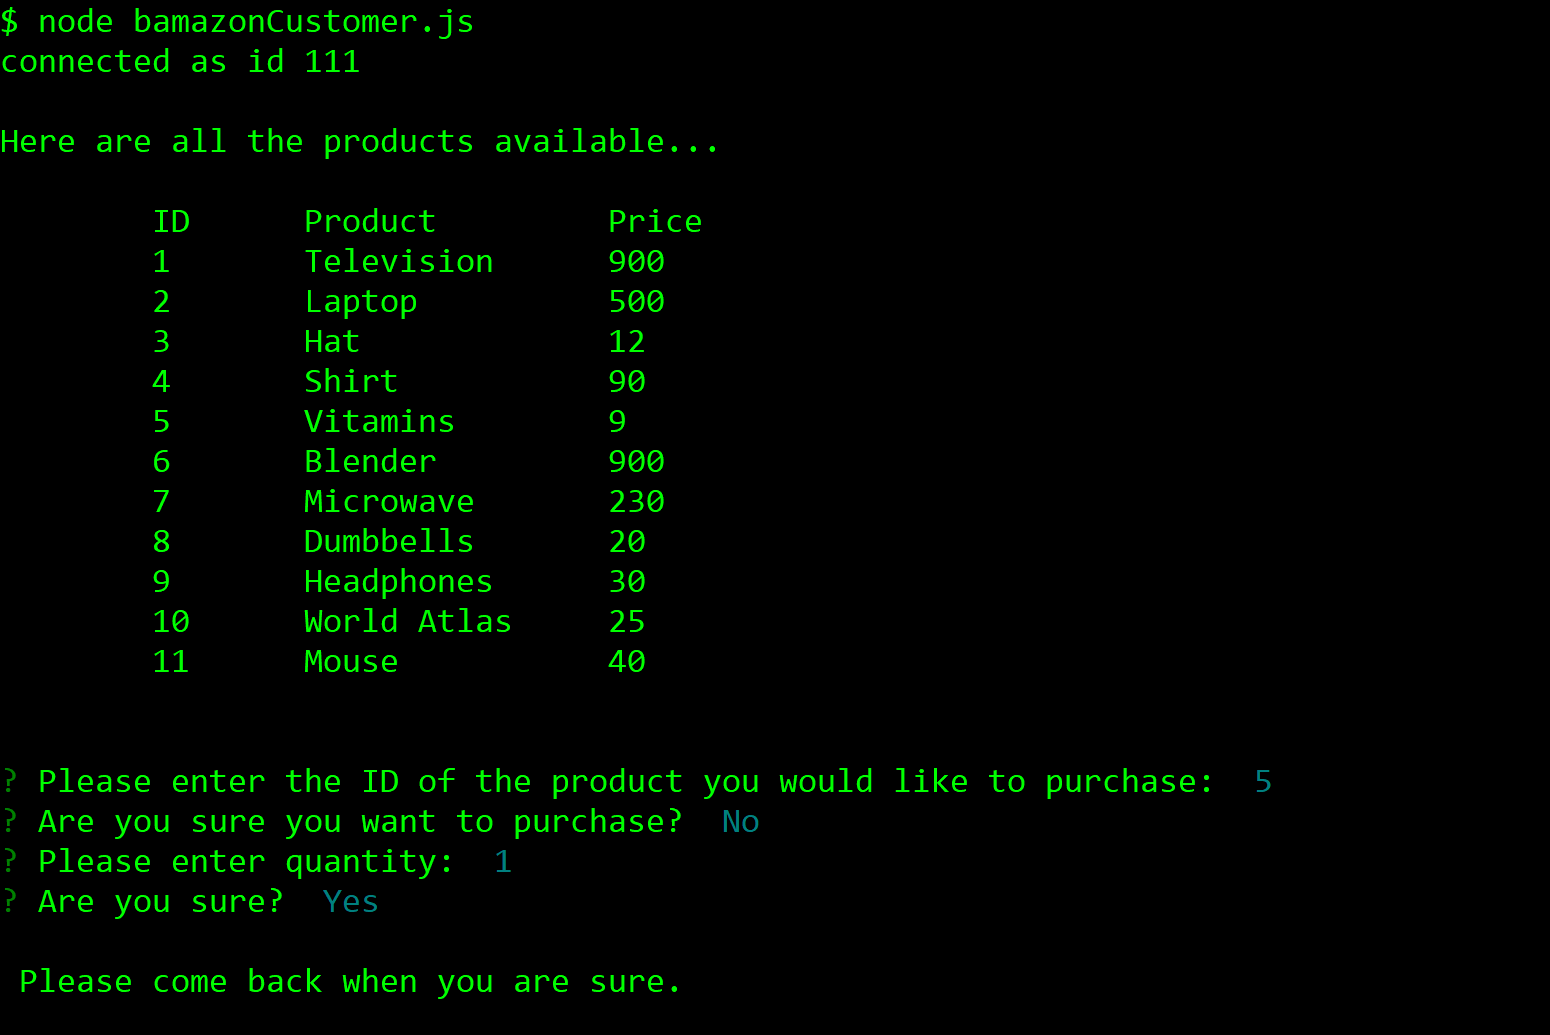 $ node bamazonCustomer.js
connected as id 111
Here are all the products available...
ID Product Price
1 Television 900
2 Laptop 500
3 Hat 12
4 Shirt 90
5 Vitamins 9
6 Blender 900
7 Microwave 230
8 Dumbbells 20
9 Headphones 30
10 World Atlas 25
11 Mouse 40
? Please enter the ID of the product you would like to purchase: 5
? Are you sure you want to purchase? No
? Please enter quantity: 1
? Are you sure? Yes
Please come back when you are sure.